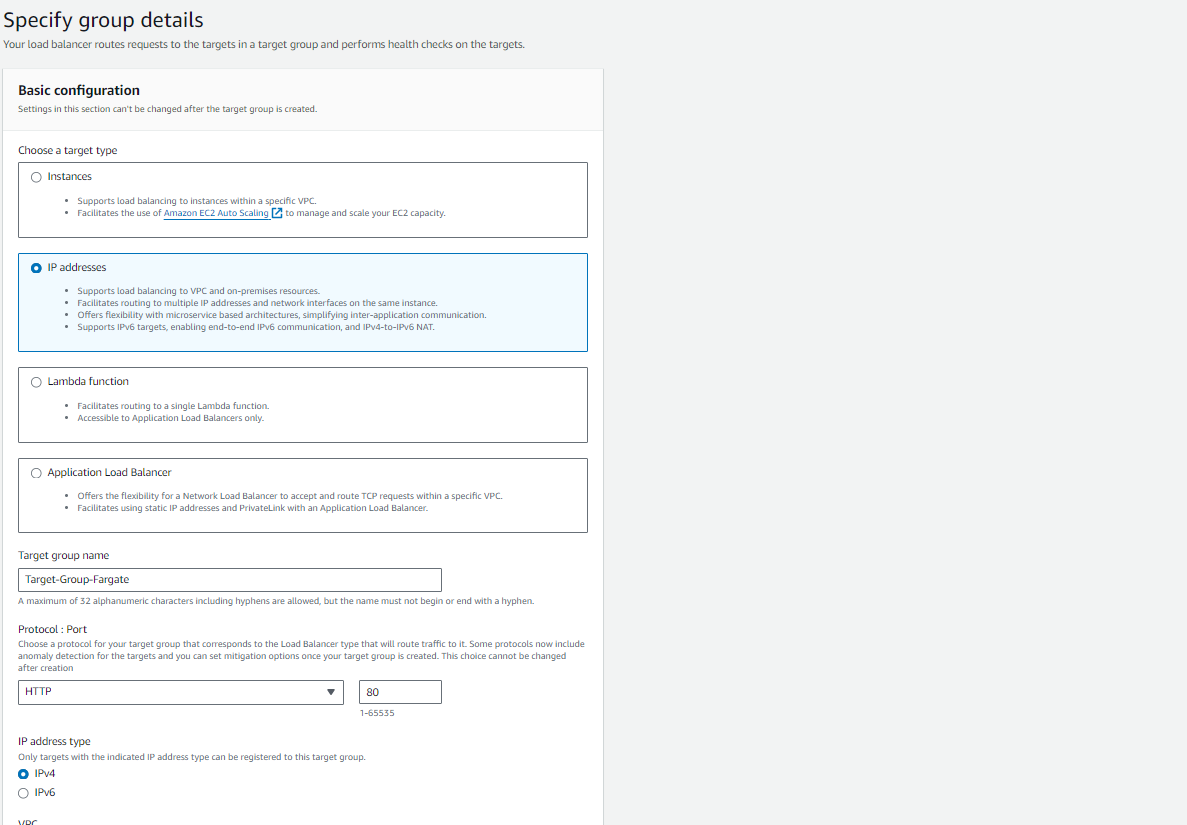 Specify group details
Your load balancer routes requests to the targets in a target group and performs health checks on the targets.
Basic configuration
Settings in this section can't be changed after the target group is created.
Choose a target type
Instances
• Supports load balancing to instances within a specific VPC.
• Facilitates the use of Amazon EC2 Auto Scaling to manage and scale your EC2 capacity.
IP addresses
• Supports load balancing to VPC and on-premises resources.
• Facilitates routing to multiple IP addresses and network interfaces on the same instance.
• Offers flexibility with microservice based architectures, simplifying inter-application communication.
• Supports IPv6 targets, enabling end-to-end IPv6 communication, and IPv4-to-IPv6 NAT.
Lambda function
• Facilitates routing to a single Lambda function.
• Accessible to Application Load Balancers only.
Application Load Balancer
• Offers the flexibility for a Network Load Balancer to accept and route TCP requests within a specific VPC.
• Facilitates using static IP addresses and PrivateLink with an Application Load Balancer.
Target group name
Target-Group-Fargate
A maximum of 32 alphanumeric characters including hyphens are allowed, but the name must not begin or end with a hyphen.
Protocol : Port
Choose a protocol for your target group that corresponds to the Load Balancer type that will route traffic to it. Some protocols now include
anomaly detection for the targets and you can set mitigation options once your target group is created. This choice cannot be changed
after creation
HTTP 80
1-65535
IP address type
Only targets with the indicated IP address type can be registered to this target group.
IPv4
IPv6
VPC